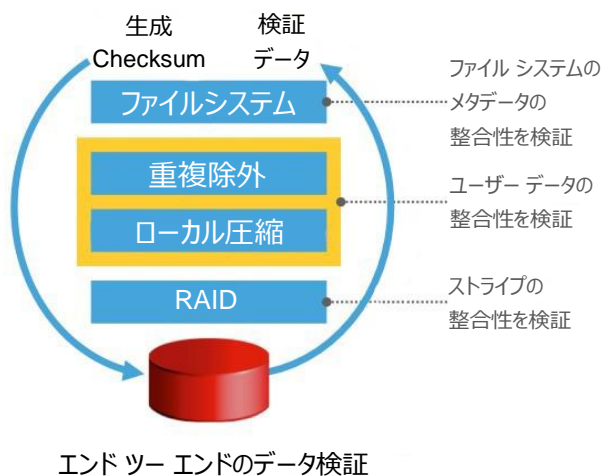 生成
Checksum
検証
データ
ファイルシステム
重複除外
ローカル圧縮
RAID
ファイル システムの
メタデータの
整合性を検証
ユーザー データの
整合性を検証
ストライプの
整合性を検証
エンド ツー エンドのデータ検証